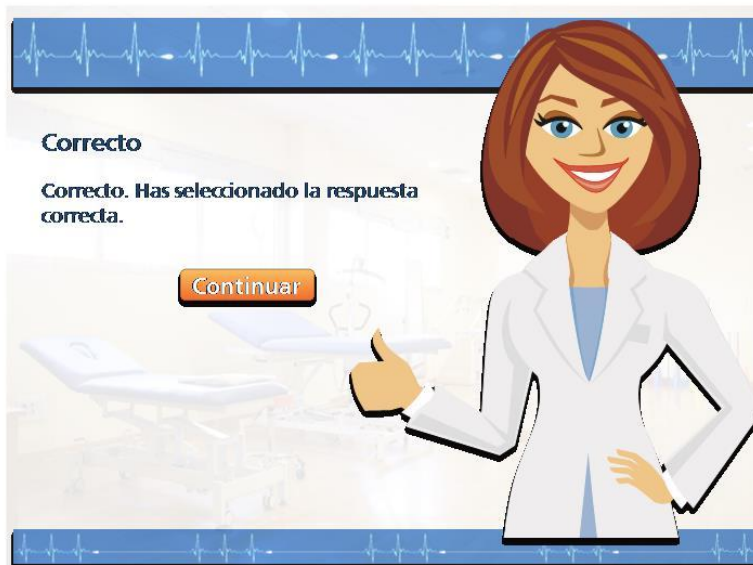 Correcto
Correcto. Has seleccionado la respuesta
correcta.
Continuar